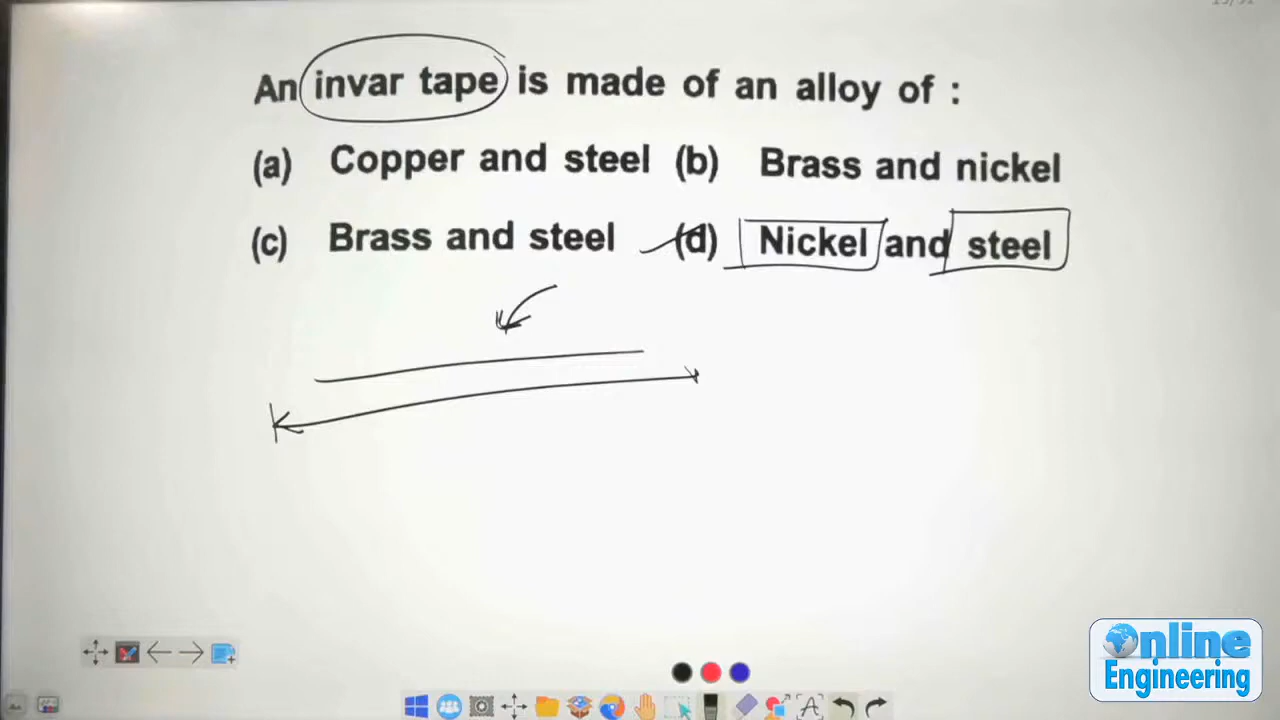 An invar tape is made of an alloy of :
(a) Copper and steel (b) Brass and nickel
(c) Brass and steel (d) Nickel and steel
Online
Engineering